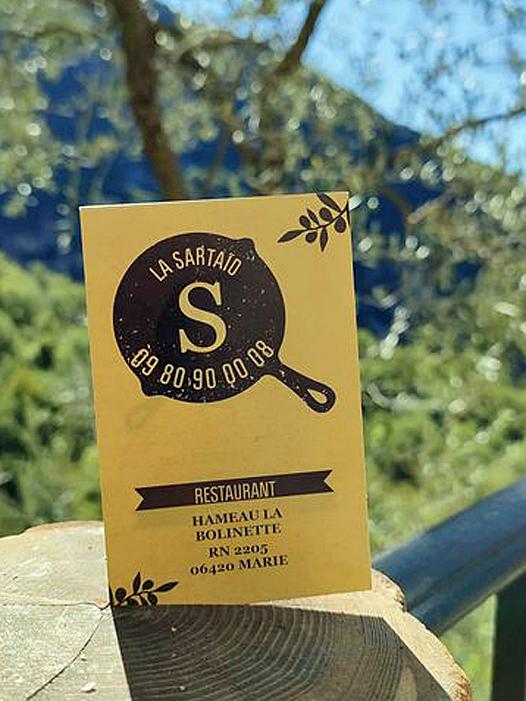 LA SARTAÏO
S
09 80 90 00 08
RESTAURANT
HAMEAU LA
BOLINETTE
RN 2205
06420 MARIE